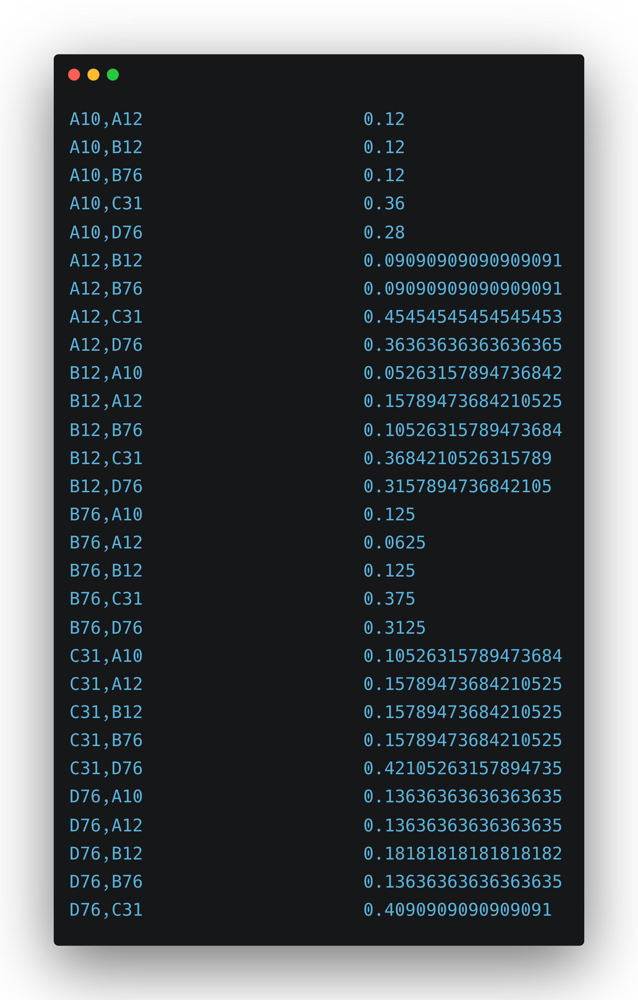 A10,A12 0.12
A10,B12 0.12
A10,B76 0.12
A10,C31 0.36
A10,D76 0.28
A12,B12 0.09090909090909091
A12,B76 0.09090909090909091
A12,C31 0.45454545454545453
A12,D76 0.36363636363636365
B12,A10 0.05263157894736842
B12,A12 0.15789473684210525
B12,B76 0.10526315789473684
B12,C31 0.3684210526315789
B12,D76 0.3157894736842105
B76,A10 0.125
B76,A12 0.0625
B76,B12 0.125
B76,C31 0.375
B76,D76 0.3125
C31,A10 0.10526315789473684
C31,A12 0.15789473684210525
C31,B12 0.15789473684210525
C31,B76 0.15789473684210525
C31,D76 0.42105263157894735
D76,A10 0.13636363636363635
D76,A12 0.13636363636363635
D76,B12 0.18181818181818182
D76,B76 0.13636363636363635
D76,C31 0.4090909090909091